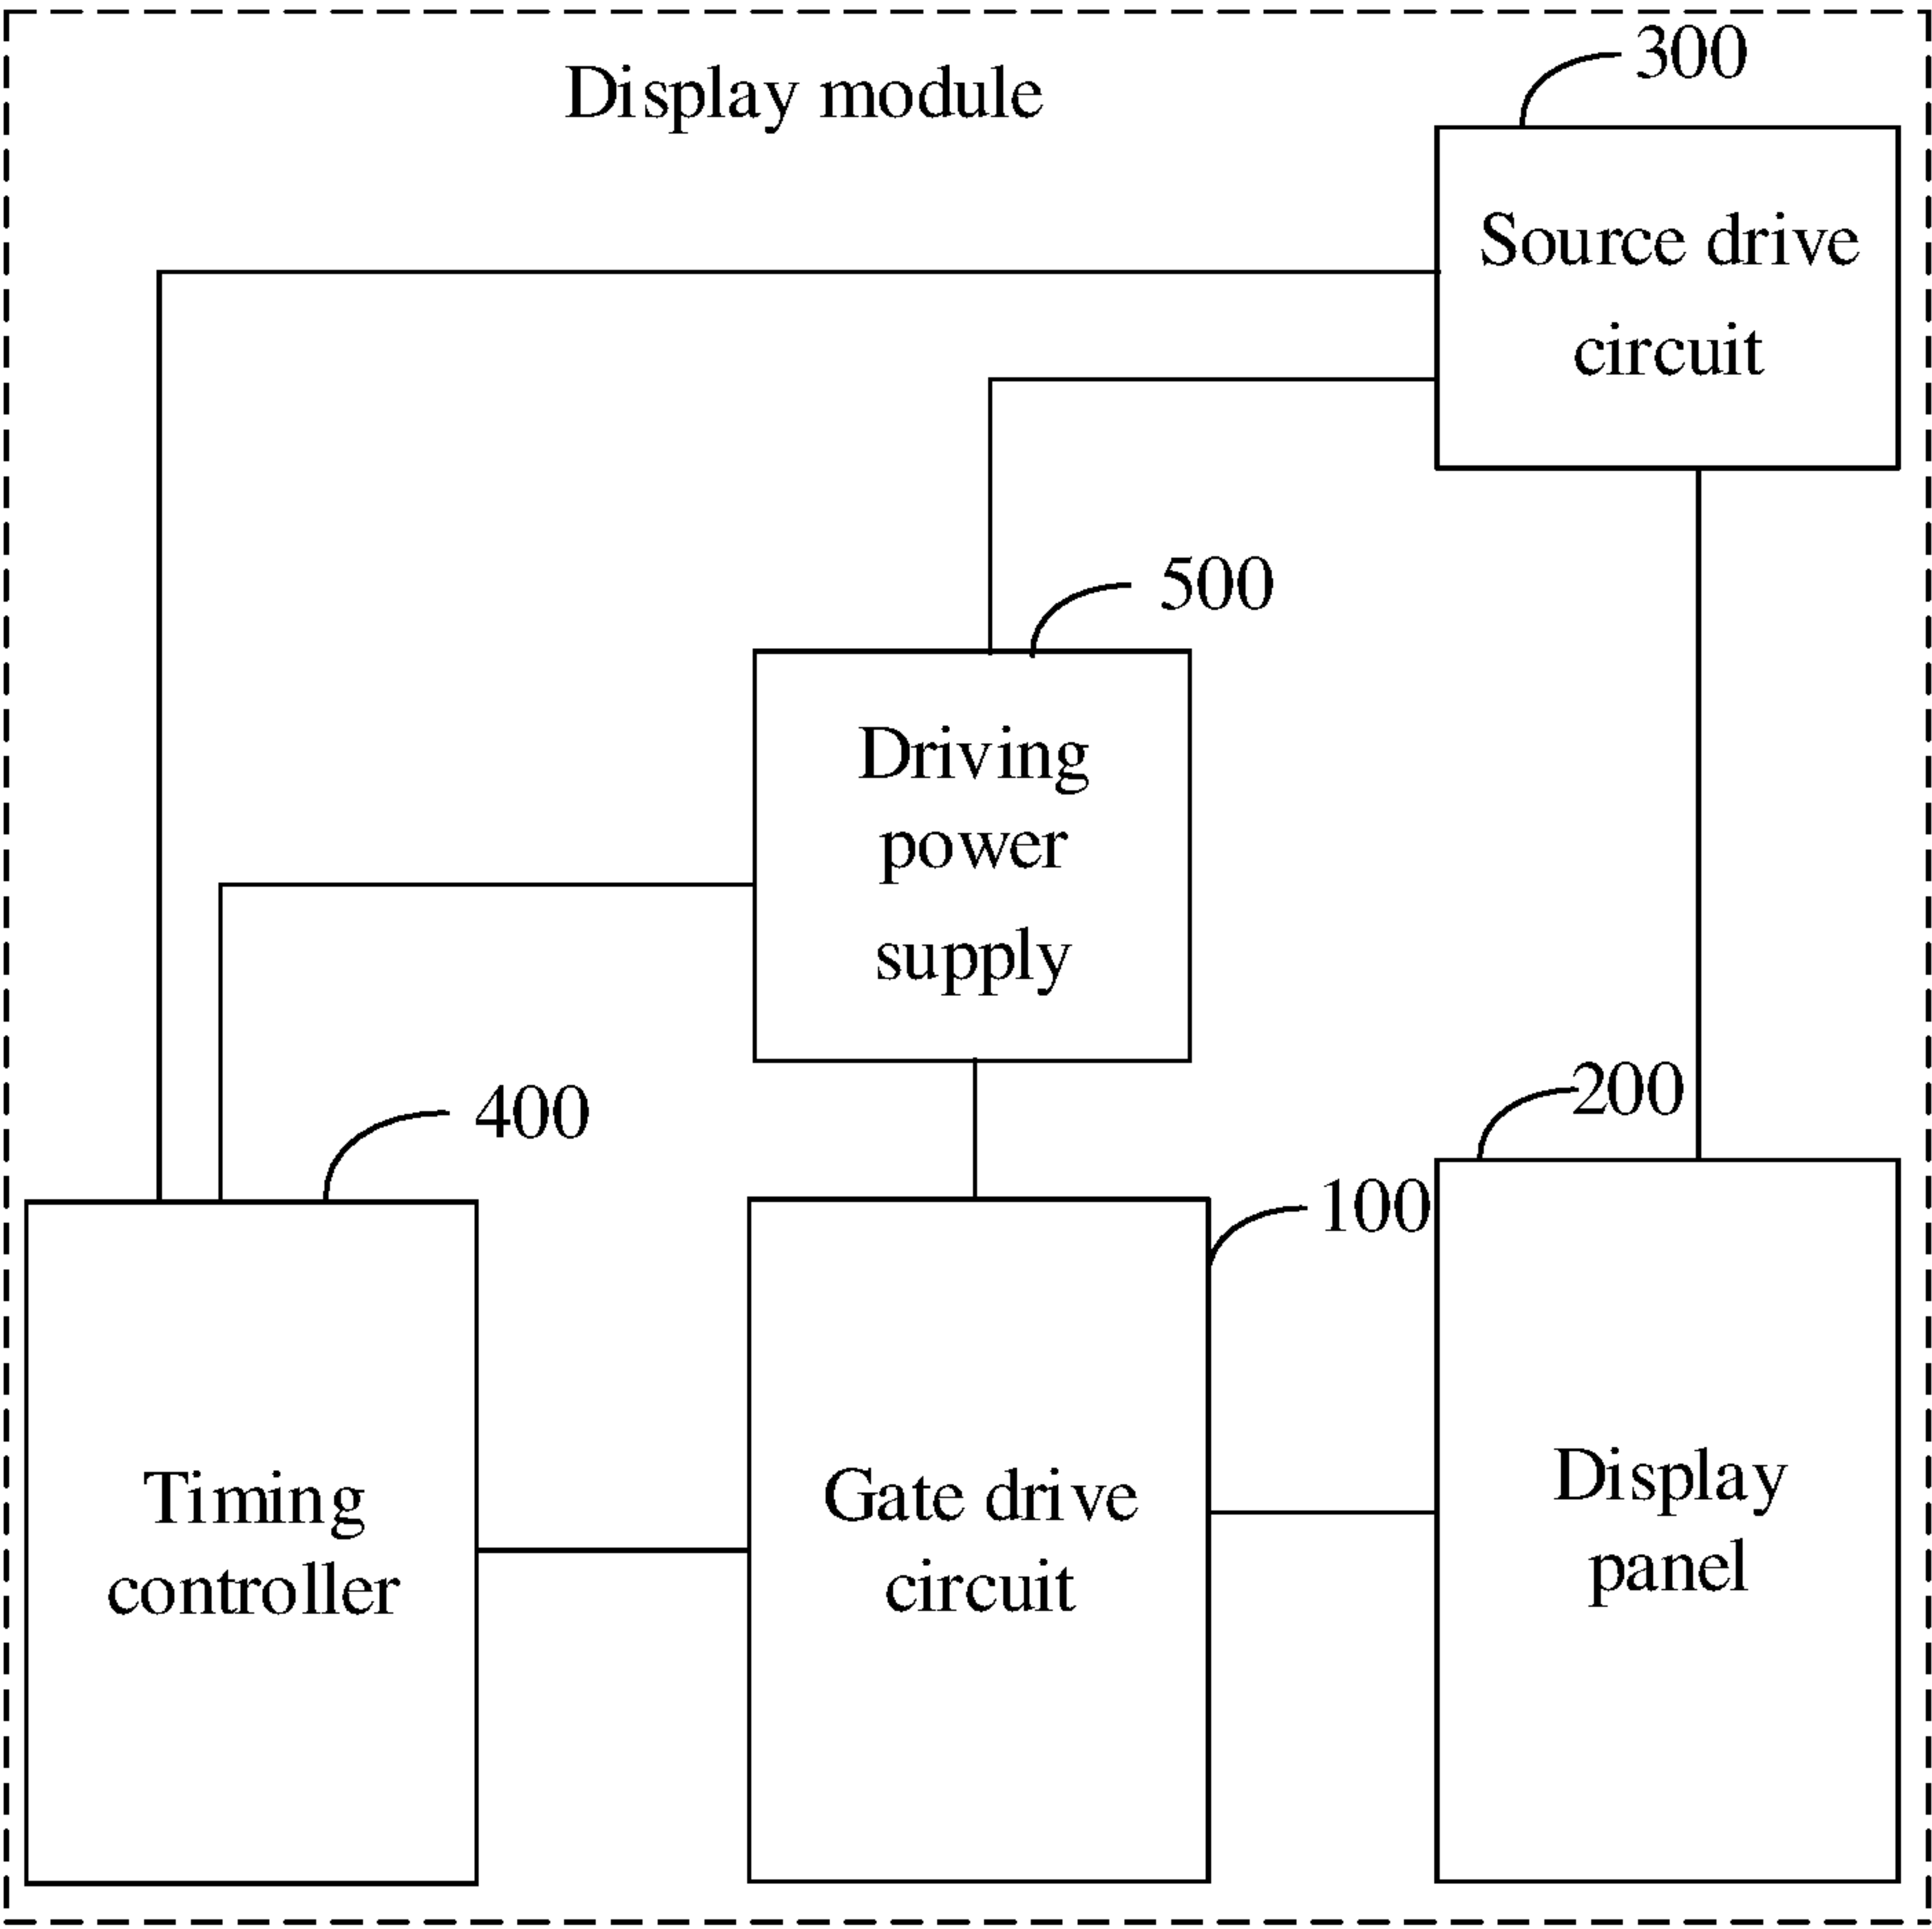 300
Display module
Source drive
circuit
500
Driving
power
supply
200
400
100
Timing
controller
Gate drive
circuit
Display
panel